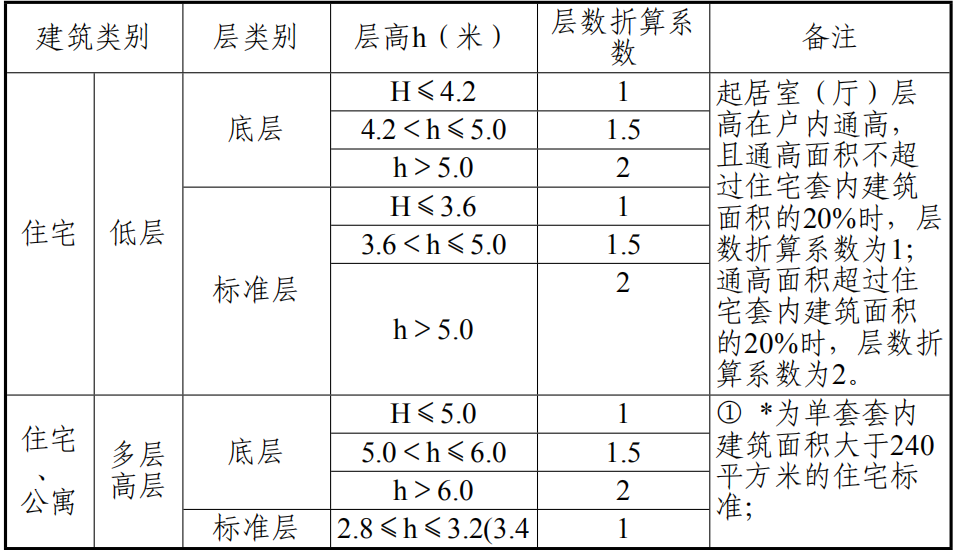 建筑类别 层类别 层高h（米） 层数折算系数 备注
住宅 低层 底层 H≤4.2 1
4.2<h≤5.0 1.5
h>5.0 2
标准层 H≤3.6 1
3.6<h≤5.0 1.5
h>5.0 2
起居室（厅）层
高在户内通高，
且通高面积不超
过住宅套内建筑
面积的20%时，层
数折算系数为1；
通高面积超过住
宅套内建筑面积
的20%时，层数折
算系数为2。
住宅、公寓 多层高层 底层 H≤5.0 1
5.0<h≤6.0 1.5
h>6.0 2
标准层 2.8≤h≤3.2(3.4 1
① *为单套套内
建筑面积大于240
平方米的住宅标
准；